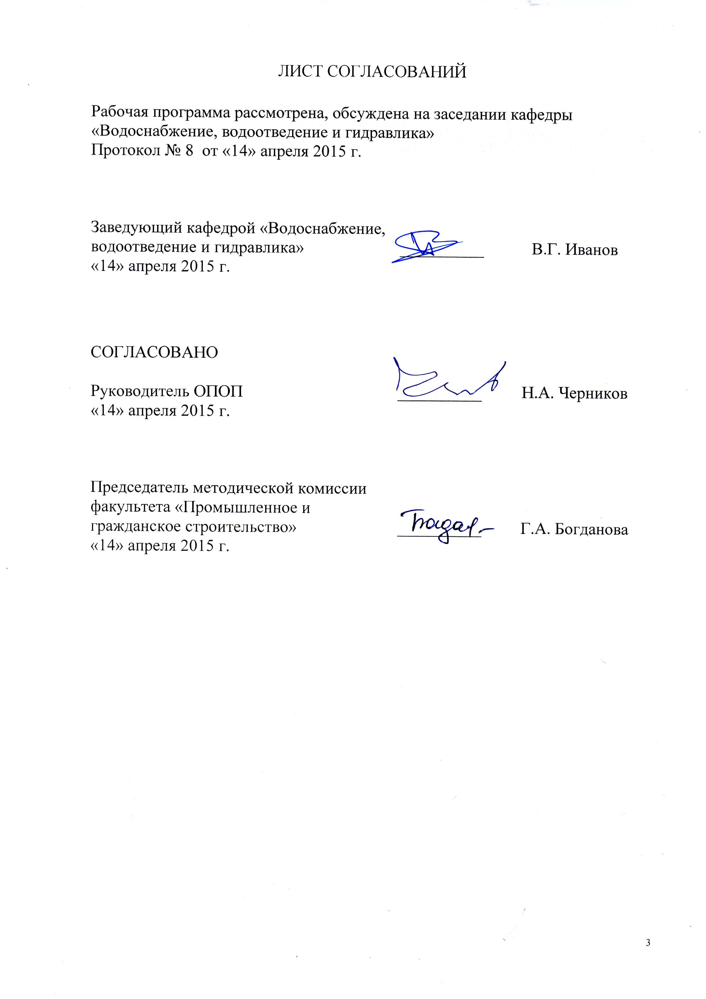 ЛИСТ СОГЛАСОВАНИЙ
Рабочая программа рассмотрена, обсуждена на заседании кафедры
«Водоснабжение, водоотведение и гидравлика»
Протокол № 8 от «14» апреля 2015 г.
Заведующий кафедрой «Водоснабжение,
водоотведение и гидравлика» В.Г. Иванов
«14» апреля 2015 г.
СОГЛАСОВАНО
Руководитель ОПОП Н.А. Черников
«14» апреля 2015 г.
Председатель методической комиссии
факультета «Промышленное и
гражданское строительство» Г.А. Богданова
«14» апреля 2015 г.
3